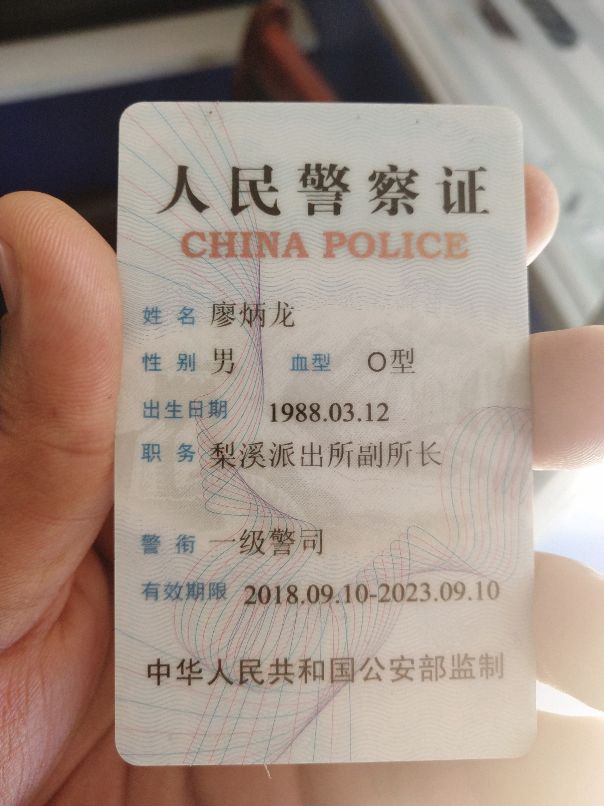 人民警察证
CHINA POLICE
姓 名 廖炳龙
性 别 男 血型 O型
出生日期 1988.03.12
职 务 梨溪派出所副所长
警 衔 一级警司
有效期限 2018.09.10-2023.09.10
中华人民共和国公安部监制